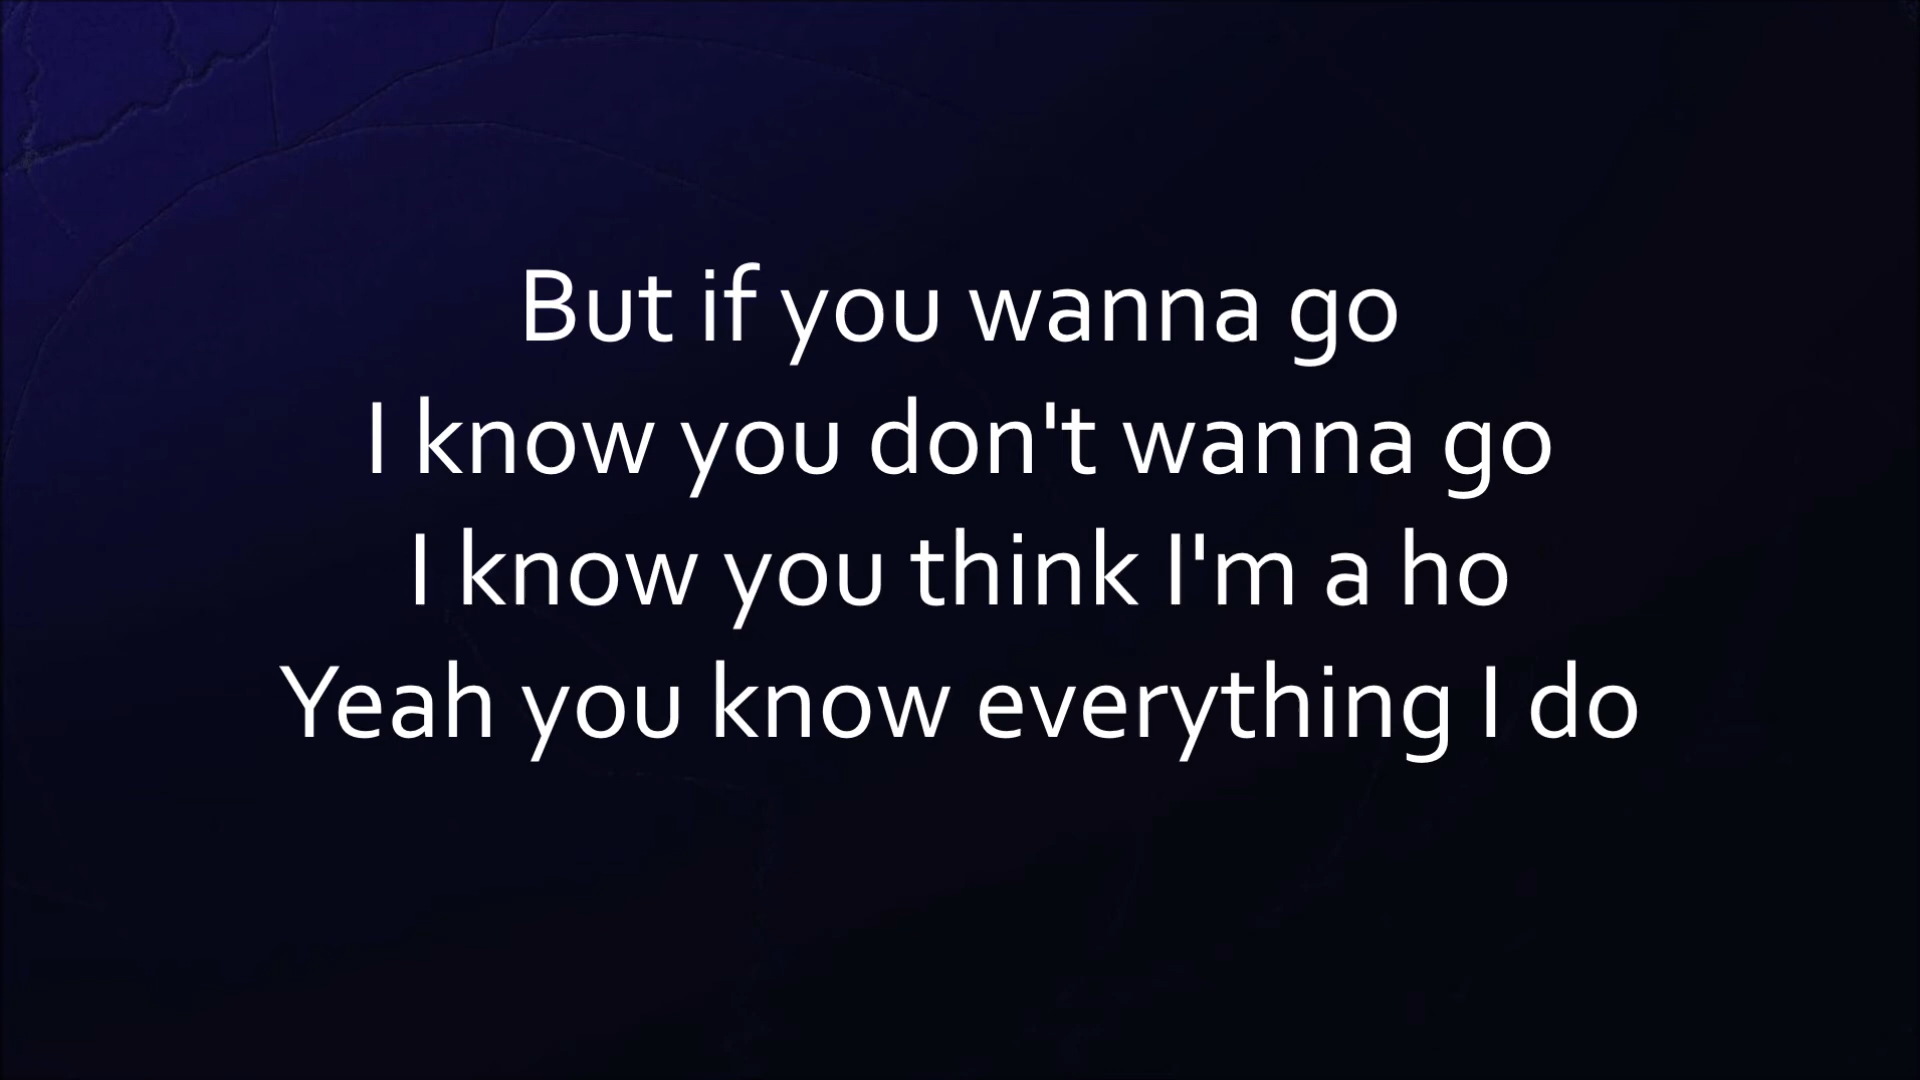 But if you wanna go
I know you don't wanna go
I know you think I'm a ho
Yeah you know everything I do